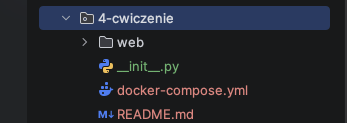 4-cwiczenie
web
__init__.py
docker-compose.yml
README.md